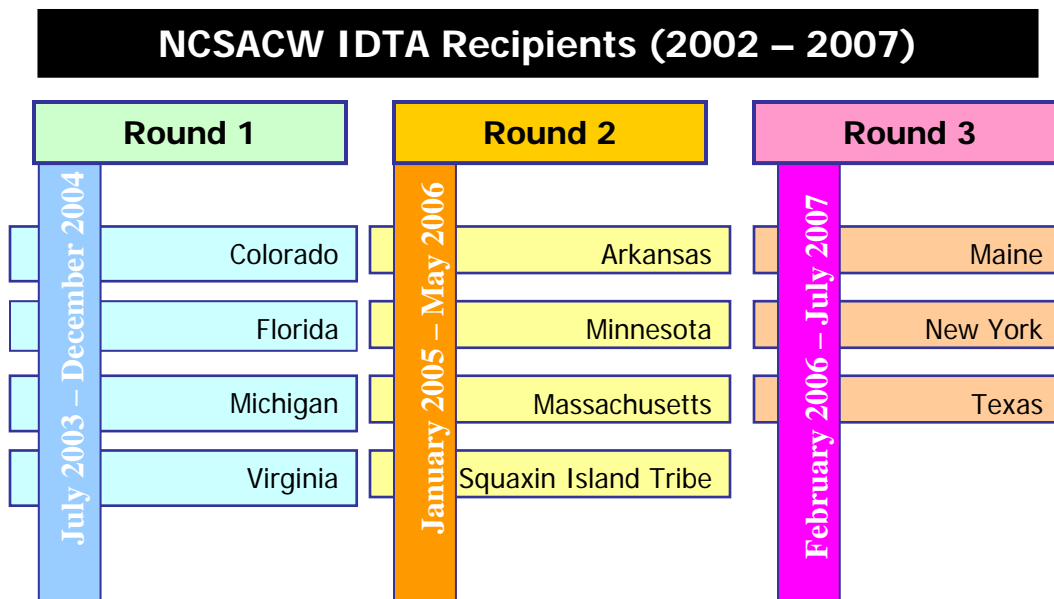 NCSACW IDTA Recipients (2002 – 2007)
Round 1
July 2003 – December 2004
Colorado
Florida
Michigan
Virginia
Round 2
January 2005 – May 2006
Arkansas
Minnesota
Massachusetts
Squaxin Island Tribe
Round 3
February 2006 – July 2007
Maine
New York
Texas